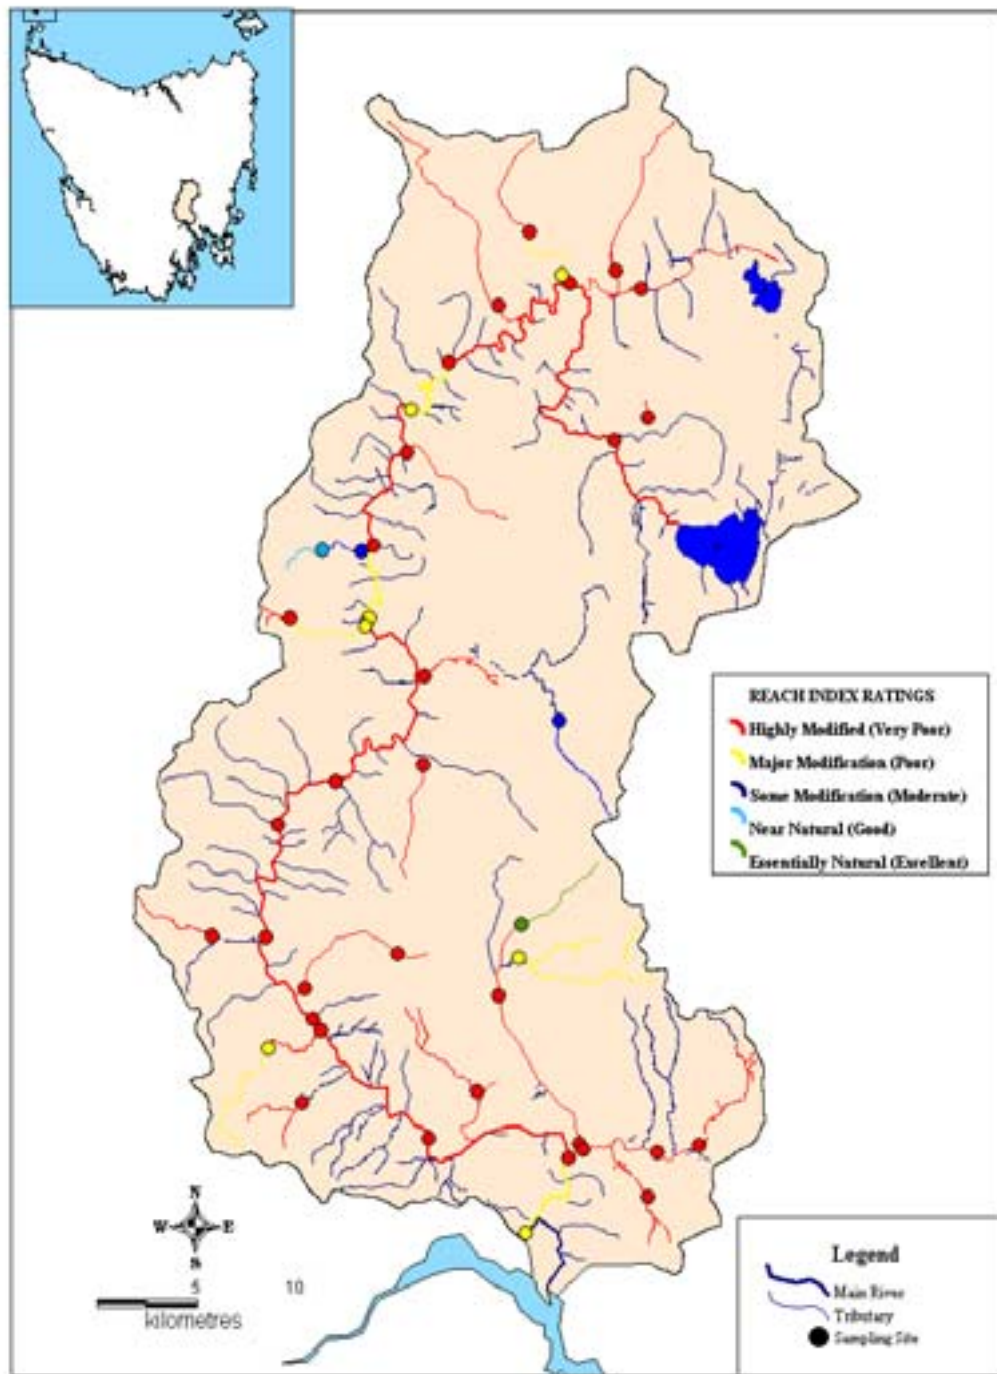 REACH INDEX RATINGS
Highly Modified (Very Poor)
Major Modification (Poor)
Some Modification (Moderate)
Near Natural (Good)
Essentially Natural (Excellent)
N
W E
S
5 10
kilometres
Legend
Main River
Tributary
Sampling Site